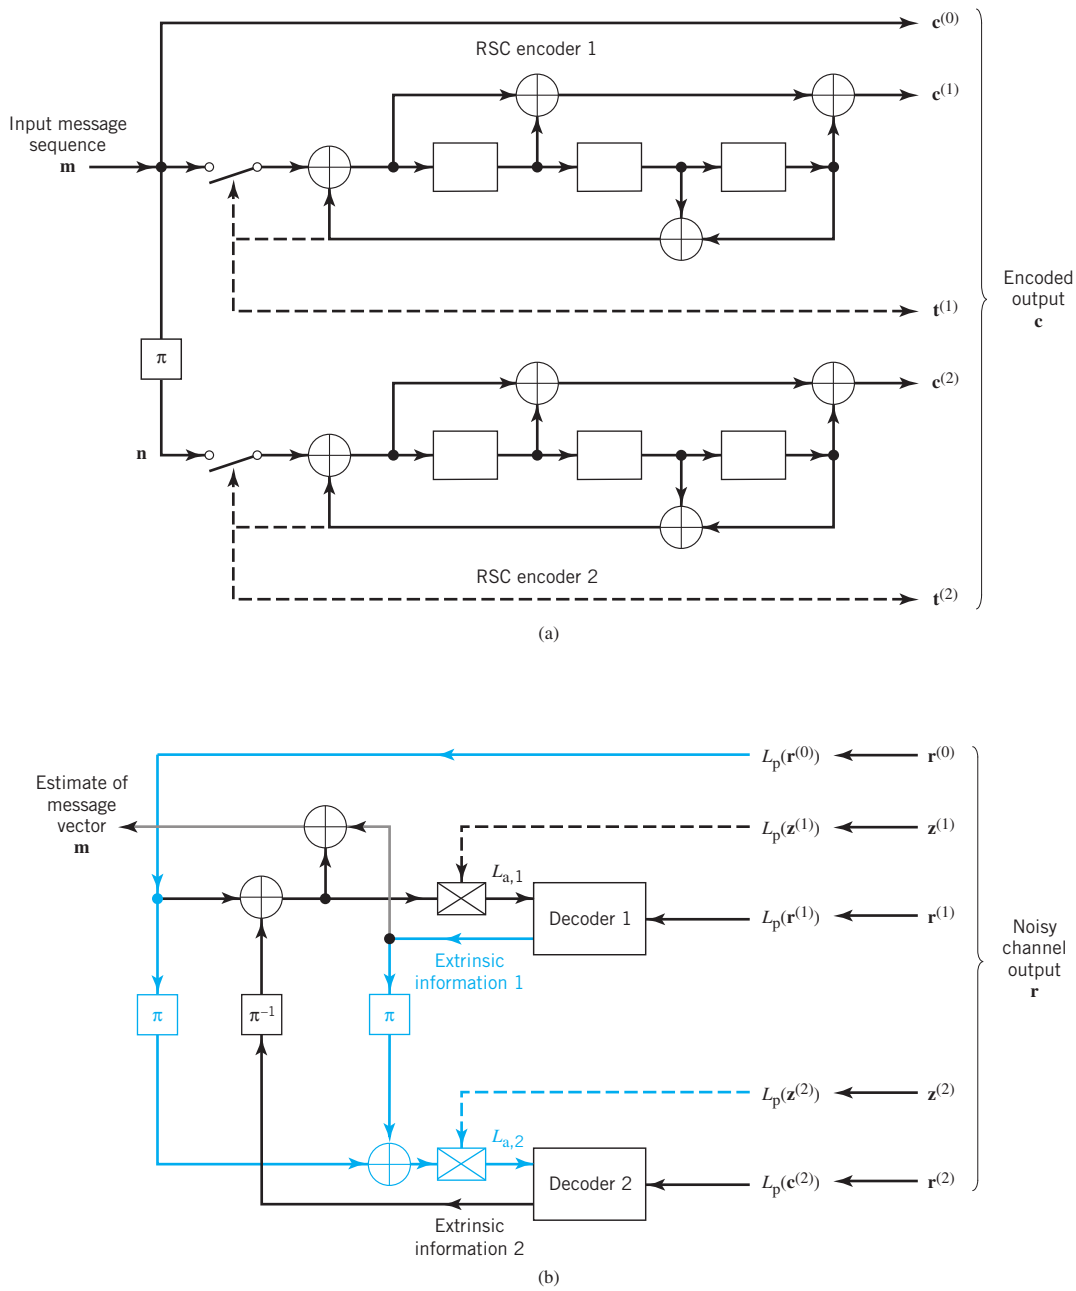 c(0)
RSC encoder 1
c(1)
Input message
sequence
m
t(1)
Encoded
output
c
π
c(2)
n
RSC encoder 2
t(2)
(a)
Lp(r(0))
r(0)
Estimate of
message
vector
m
Lp(z(1))
z(1)
La,1
Decoder 1
Lp(r(1))
r(1)
Extrinsic
information 1
Noisy
channel
output
r
π
π−1
π
Lp(z(2))
z(2)
La,2
Decoder 2
Lp(c(2))
r(2)
Extrinsic
information 2
(b)